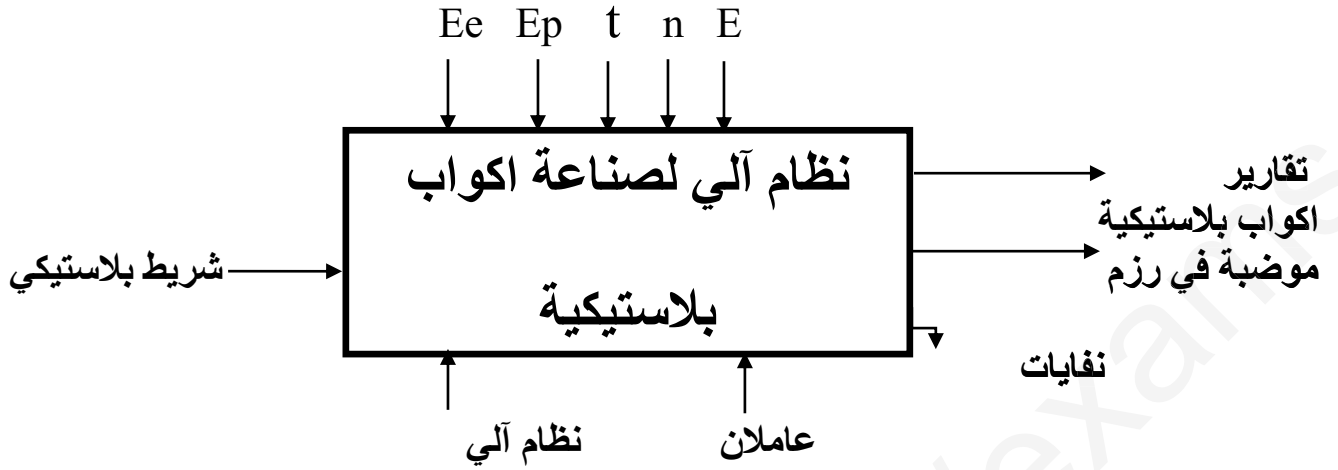 Ee Ep t n E
نظام آلي لصناعة اكواب
بلاستيكية
شريط بلاستيكي
تقارير
اكواب بلاستيكية
موضبة في رزم
نفايات
نظام آلي
عاملان